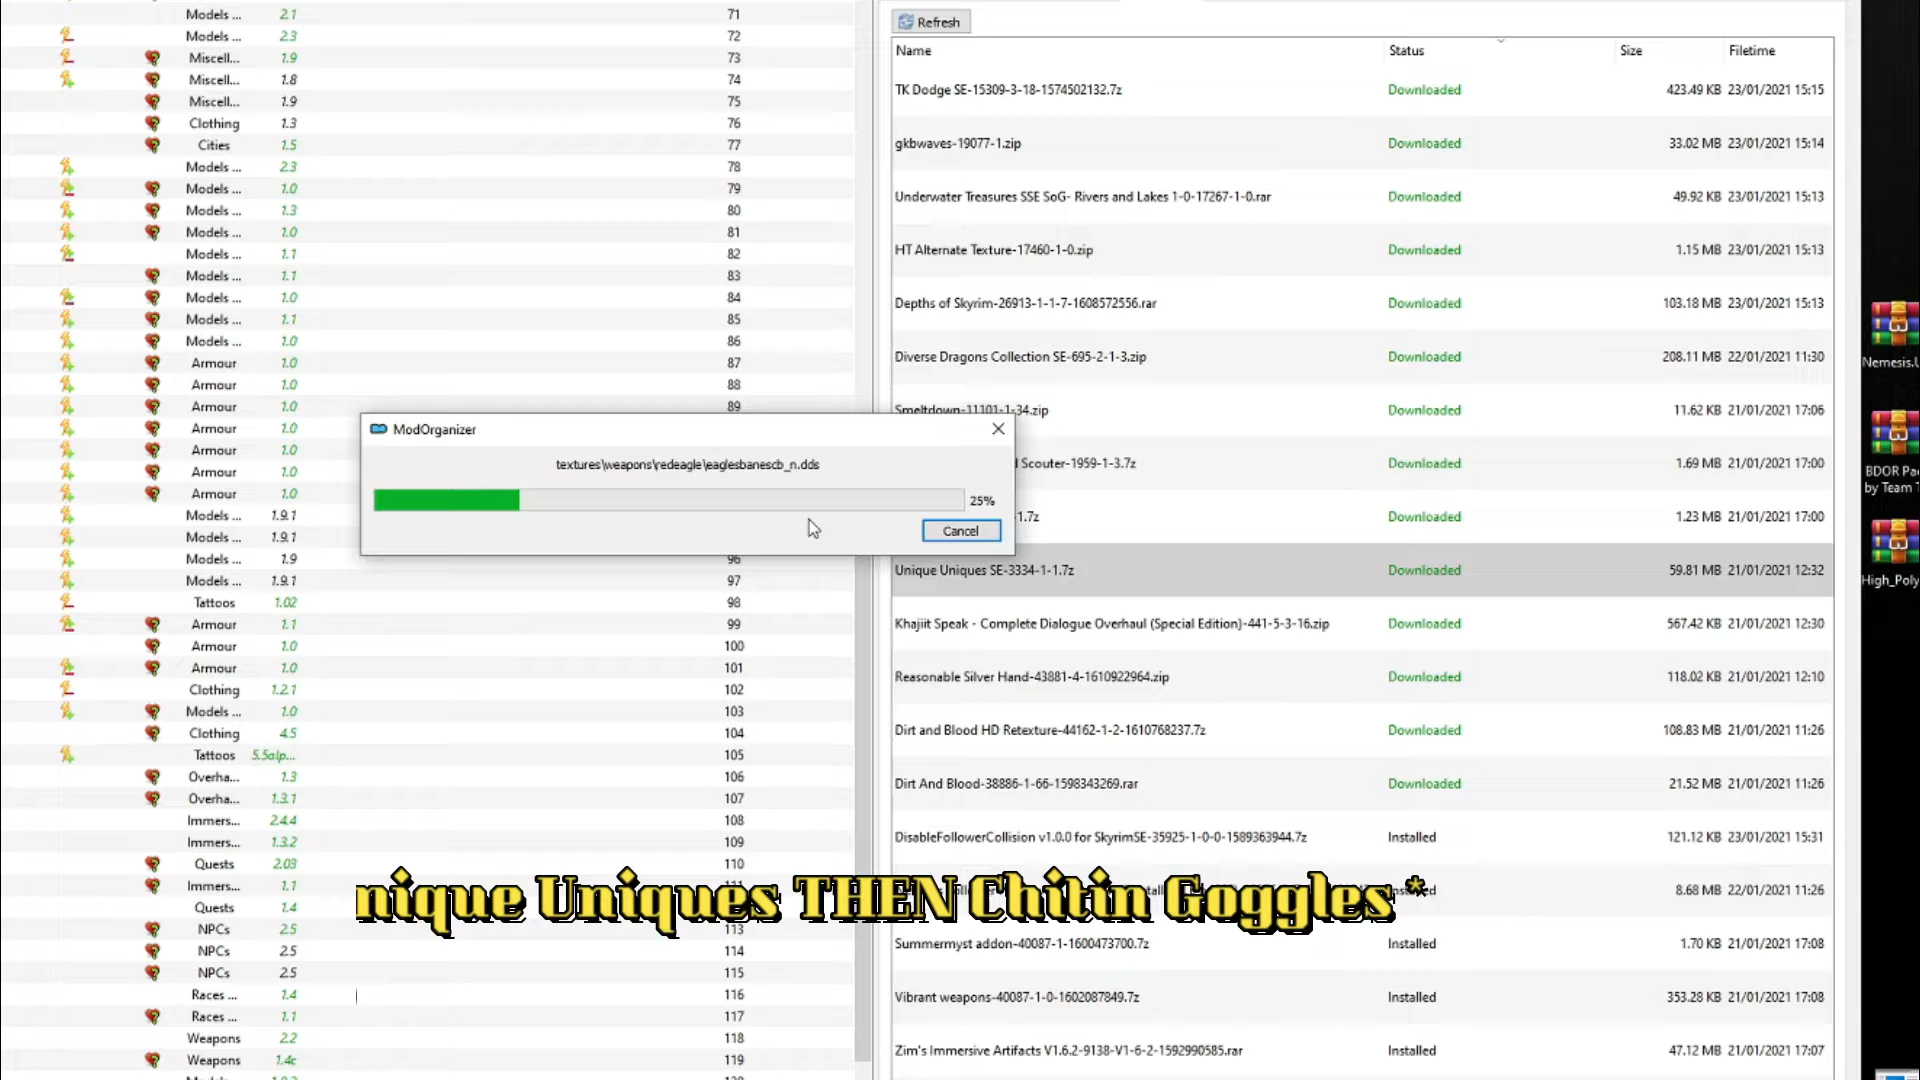 Models ... 2.1 71
72 Models ... 2.3
Miscell... 1.9 73
Miscell... 1.8 74
Miscell... 1.9 75
Clothing 1.3 76
Cities 1.5 77
Models ... 2.3 78
Models ... 1.0 79
Models ... 1.3 80
Models ... 1.0 81
Models ... 1.1 82
Models ... 1.1 83
Models ... 1.0 84
Models ... 1.1 85
Models ... 1.0 86
Armour 1.0 87
Armour 1.0 88
Armour 1.0 89
Armour 1.0
Armour 1.0
Armour 1.0
Armour 1.0
Models ... 1.9.1
Models ... 1.9.1
Models ... 1.9 96
Models ... 1.9.1 97
Tattoos 1.02 98
Armour 1.1 99
Armour 1.0 100
Armour 1.0 101
Clothing 1.2.1 102
Models ... 1.0 103
Clothing 4.5 104
Tattoos 5.5alp... 105
Overha... 1.3 106
Overha... 1.3.1 107
Immers... 2.4.4 108
Immers... 1.3.2 109
Quests 2.03 110
Immers... 1.1
Quests 1.4
NPCs 2.5 113
NPCs 2.5 114
NPCs 2.5 115
Races ... 1.4 116
Races ... 1.1 117
Weapons 2.2 118
Weapons 1.4c 119
ModOrganizer
textures\weapons\redeagle\eaglesbanescb_n.dds
25%
Cancel
Refresh
Name Status Size Filetime
TK Dodge SE-15309-3-18-1574502132.7z Downloaded 423.49 KB 23/01/2021 15:15
gkbwaves-19077-1.zip Downloaded 33.02 MB 23/01/2021 15:14
Underwater Treasures SSE SoG- Rivers and Lakes 1-0-17267-1-0.rar Downloaded 49.92 KB 23/01/2021 15:13
HT Alternate Texture-17460-1-0.zip Downloaded 1.15 MB 23/01/2021 15:13
Depths of Skyrim-26913-1-1-7-1608572556.rar Downloaded 103.18 MB 23/01/2021 15:13
Diverse Dragons Collection SE-695-2-1-3.zip Downloaded 208.11 MB 22/01/2021 11:30
Smeltdown-11101-1-34.zip Downloaded 11.62 KB 21/01/2021 17:06
Scouter-1959-1-3.7z Downloaded 1.69 MB 21/01/2021 17:00
-1.7z Downloaded 1.23 MB 21/01/2021 17:00
Unique Uniques SE-3334-1-1.7z Downloaded 59.81 MB 21/01/2021 12:32
Khajiit Speak - Complete Dialogue Overhaul (Special Edition)-441-5-3-16.zip Downloaded 567.42 KB 21/01/2021 12:30
Reasonable Silver Hand-43881-4-1610922964.zip Downloaded 118.02 KB 21/01/2021 12:10
Dirt and Blood HD Retexture-44162-1-2-1610768237.7z Downloaded 108.83 MB 21/01/2021 11:26
Dirt And Blood-38886-1-66-1598343269.rar Downloaded 21.52 MB 21/01/2021 11:26
DisableFollowerCollision v1.0.0 for SkyrimSE-35925-1-0-0-1589363944.7z Installed 121.12 KB 23/01/2021 15:31
8.68 MB 22/01/2021 11:26
Summermyst addon-40087-1-1600473700.7z Installed 1.70 KB 21/01/2021 17:08
Vibrant weapons-40087-1-0-1602087849.7z Installed 353.28 KB 21/01/2021 17:08
Zim's Immersive Artifacts V1.6.2-9138-V1-6-2-1592990585.rar Installed 47.12 MB 21/01/2021 17:07
nique Uniques THEN Chitin Goggles *
Nemesis.U
BDOR Pac
by Team T
High_Poly